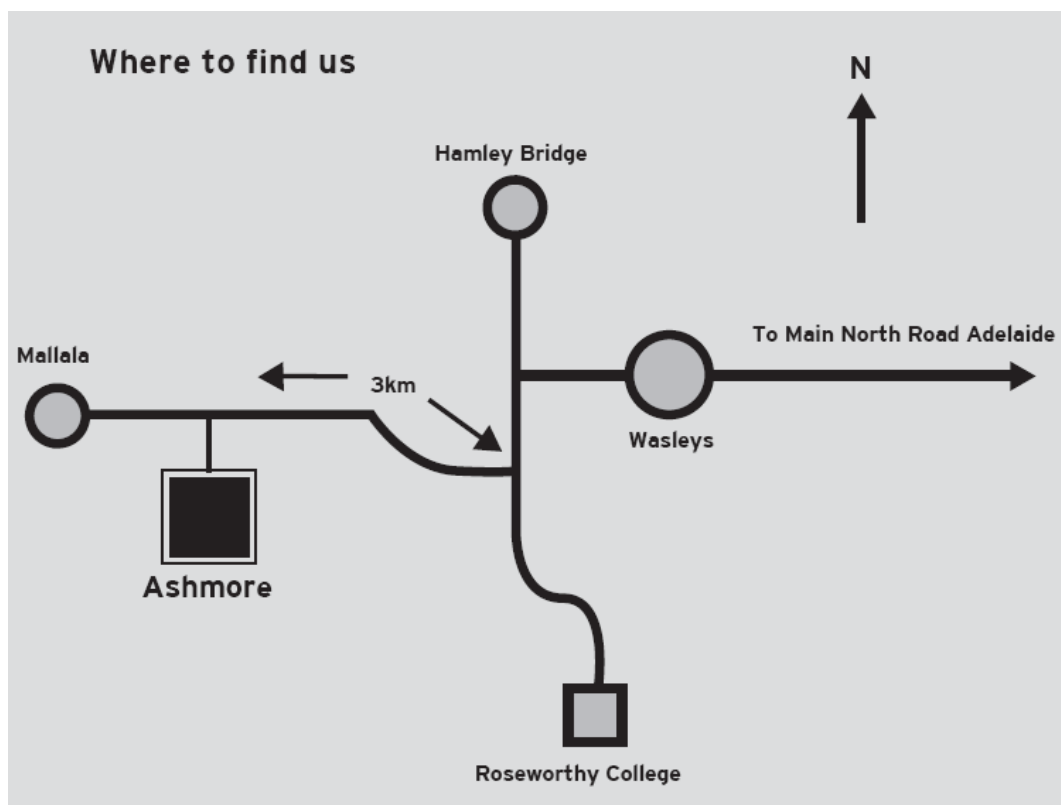 Where to find us
N
Hamley Bridge
To Main North Road Adelaide
Mallala
3km
Wasleys
Ashmore
Roseworthy College